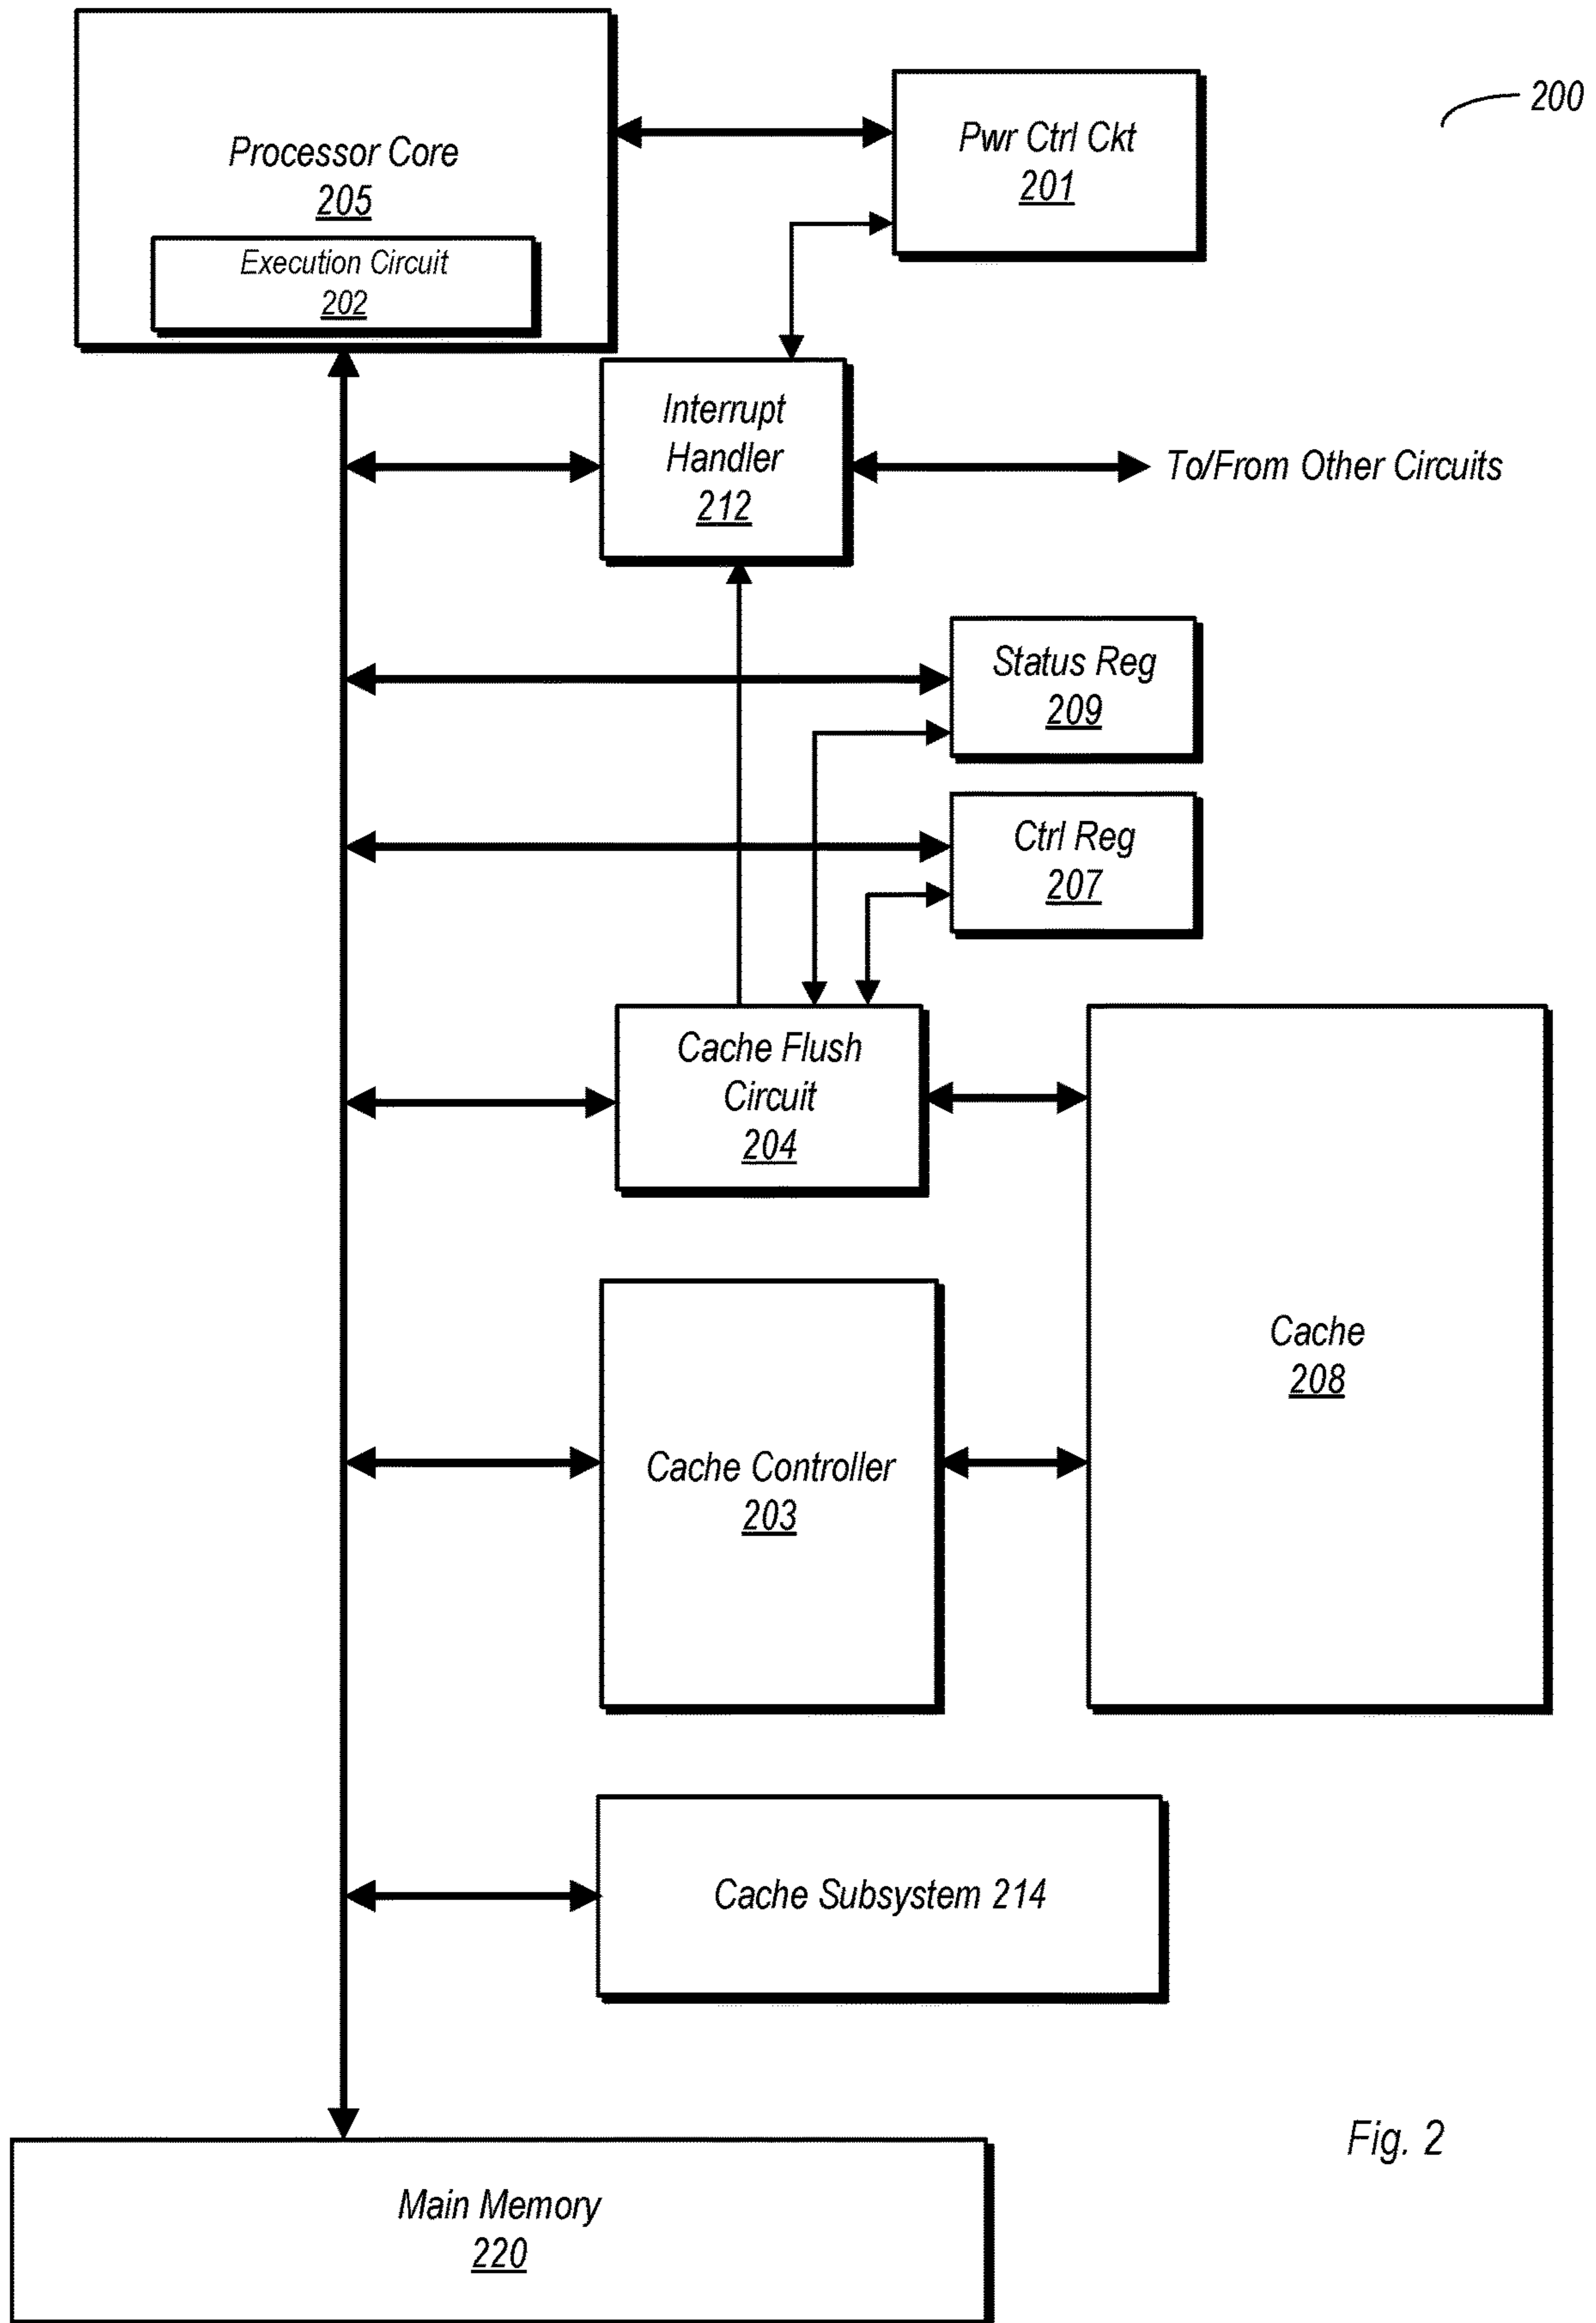 200
Processor Core
205
Execution Circuit
202
Pwr Ctrl Ckt
201
Interrupt
Handler
212
To/From Other Circuits
Status Reg
209
Ctrl Reg
207
Cache Flush
Circuit
204
Cache
208
Cache Controller
203
Cache Subsystem 214
Main Memory
220
Fig. 2